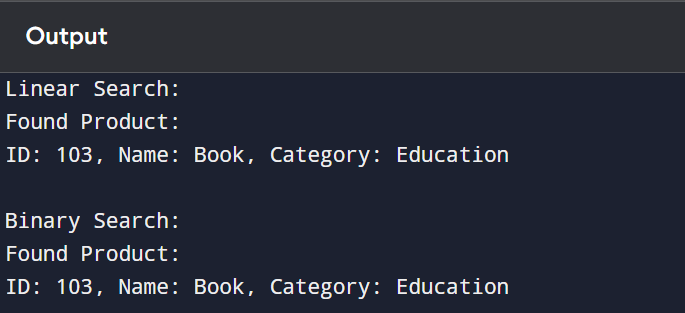 Output
Linear Search:
Found Product:
ID: 103, Name: Book, Category: Education
Binary Search:
Found Product:
ID: 103, Name: Book, Category: Education